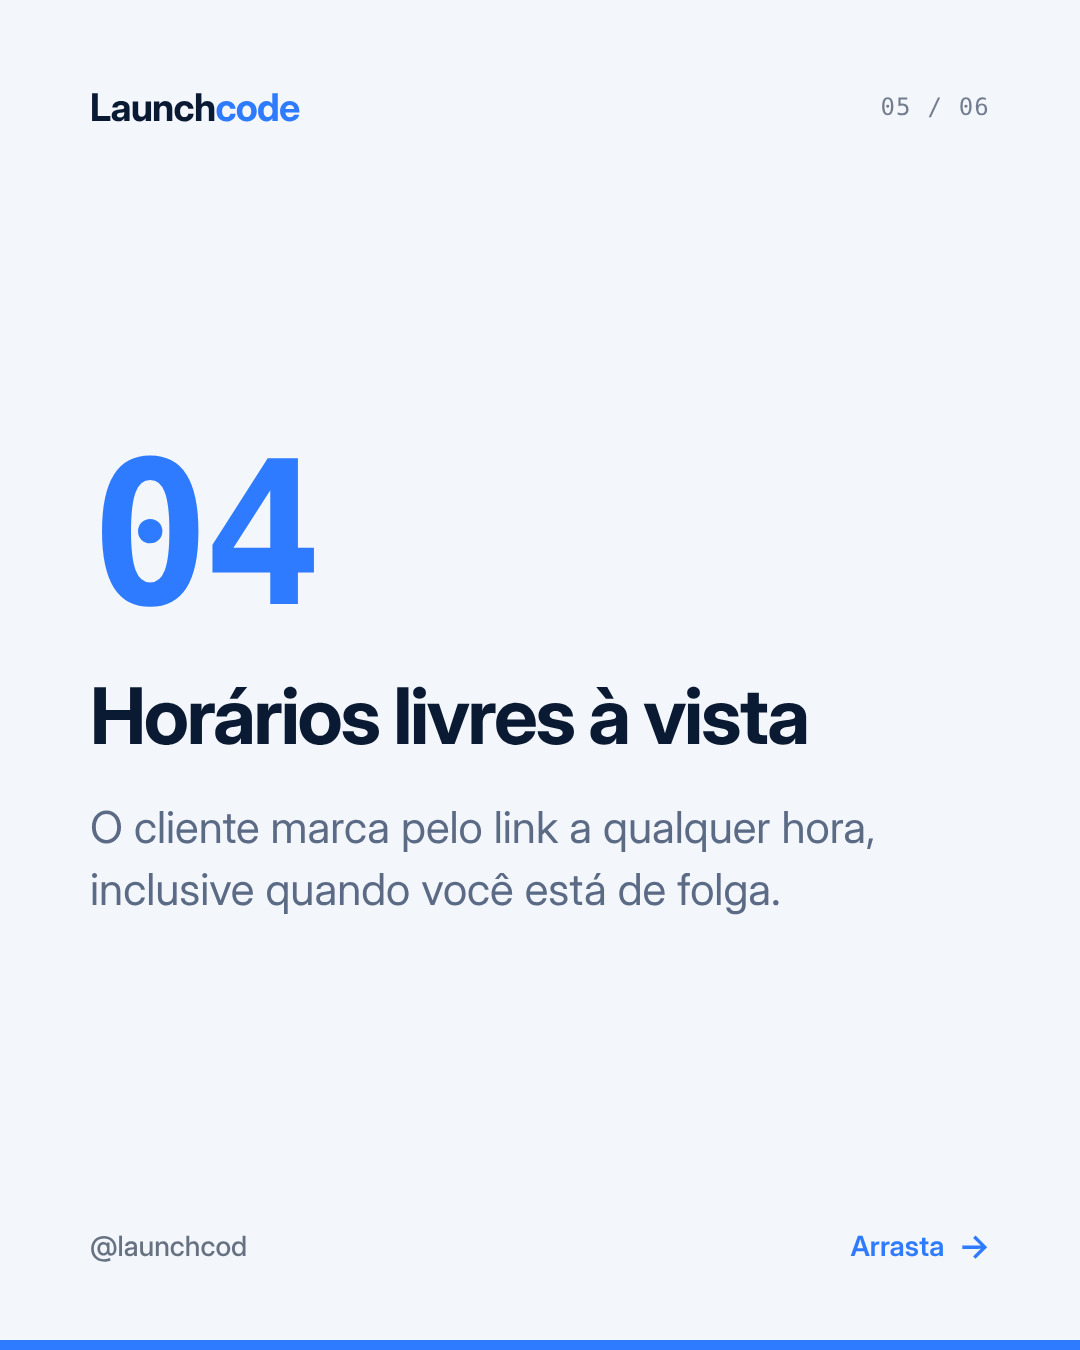 Launchcode
05 / 06
04
Horários livres à vista
O cliente marca pelo link a qualquer hora,
inclusive quando você está de folga.
@launchcod
Arrasta →